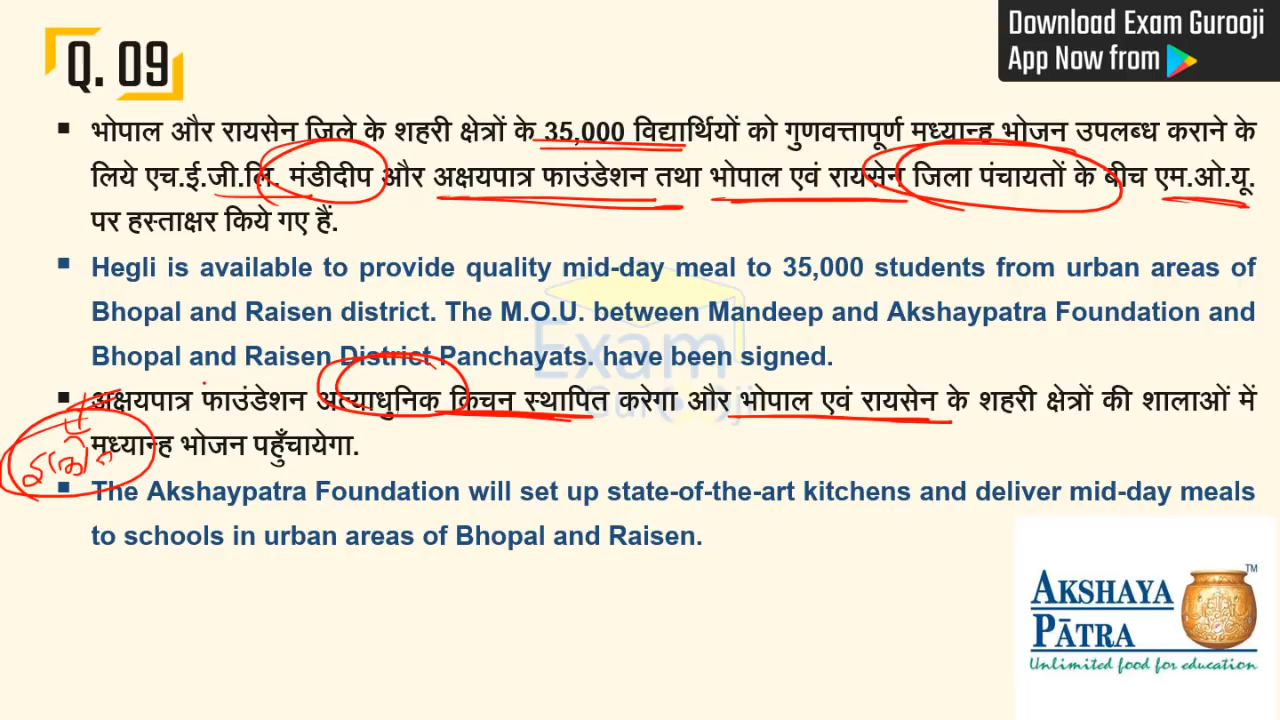 Download Exam Gurooji
App Now from
Q. 09
▪ भोपाल और रायसेन जिले के शहरी क्षेत्रों के 35,000 विद्यार्थियों को गुणवत्तापूर्ण मध्यान्ह भोजन उपलब्ध कराने के
लिये एच.ई.जी.लि. मंडीदीप और अक्षयपात्र फाउंडेशन तथा भोपाल एवं रायसेन जिला पंचायतों के बीच एम.ओ.यू.
पर हस्ताक्षर किये गए हैं.
▪ Hegli is available to provide quality mid-day meal to 35,000 students from urban areas of
Bhopal and Raisen district. The M.O.U. between Mandeep and Akshaypatra Foundation and
Bhopal and Raisen District Panchayats. have been signed.
▪ अक्षयपात्र फाउंडेशन अत्याधुनिक किचन स्थापित करेगा और भोपाल एवं रायसेन के शहरी क्षेत्रों की शालाओं में
मध्यान्ह भोजन पहुँचायेगा.
▪ The Akshaypatra Foundation will set up state-of-the-art kitchens and deliver mid-day meals
to schools in urban areas of Bhopal and Raisen.
Exam
Gurooji
AKSHAYA
PĀTRA
TM
Unlimited food for education